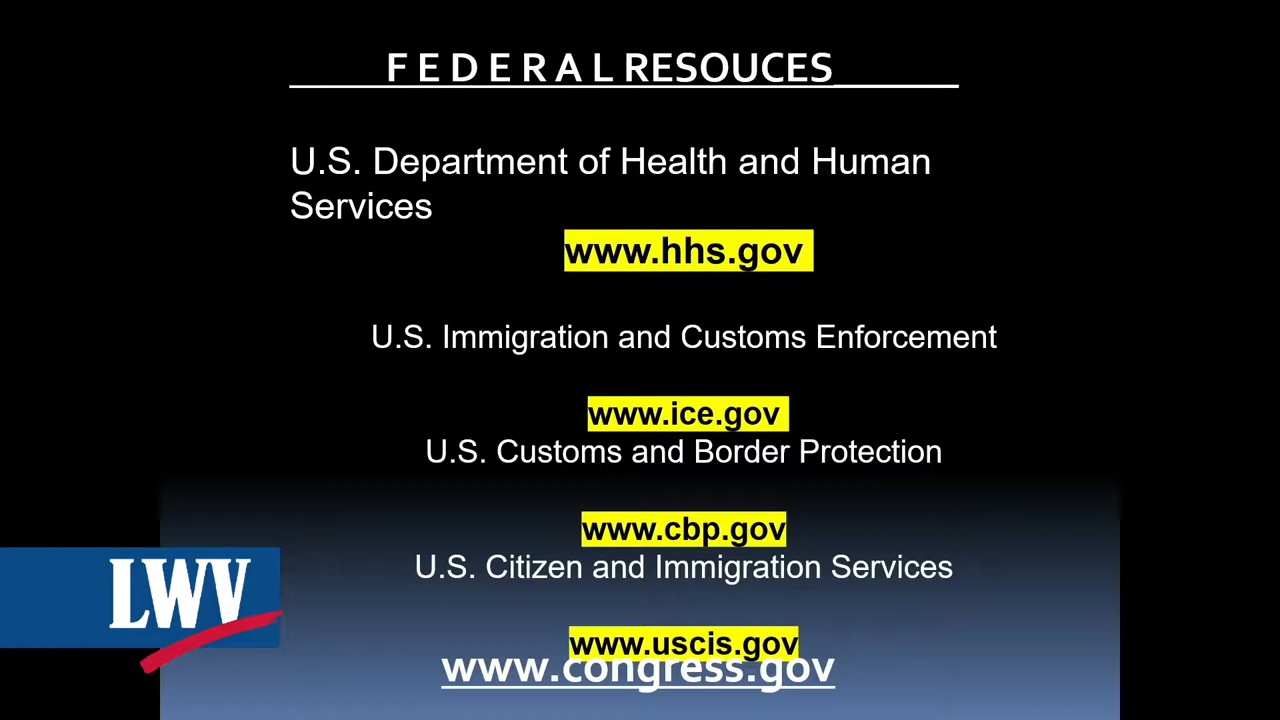 F E D E R A L RESOUCES
U.S. Department of Health and Human
Services
www.hhs.gov
U.S. Immigration and Customs Enforcement
www.ice.gov
U.S. Customs and Border Protection
www.cbp.gov
U.S. Citizen and Immigration Services
www.uscis.gov
www.congress.gov
LWV